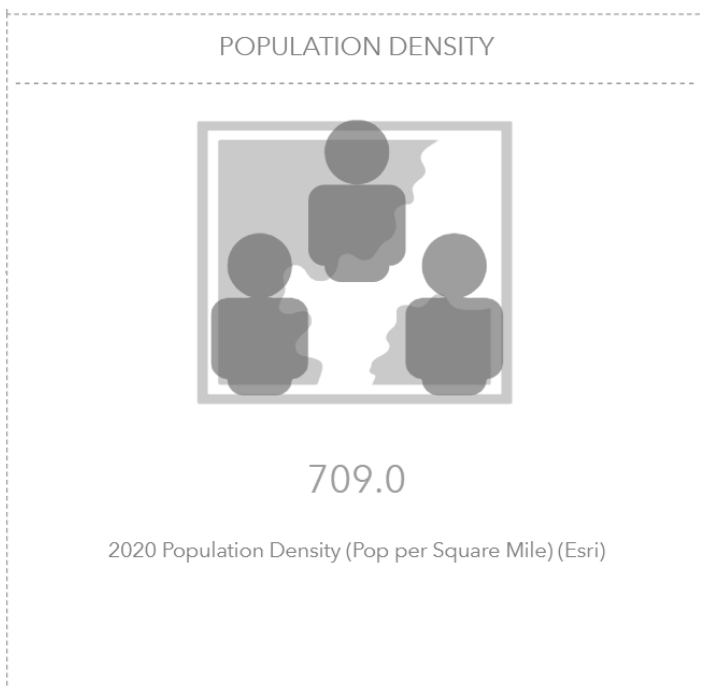 POPULATION DENSITY
709.0
2020 Population Density (Pop per Square Mile) (Esri)